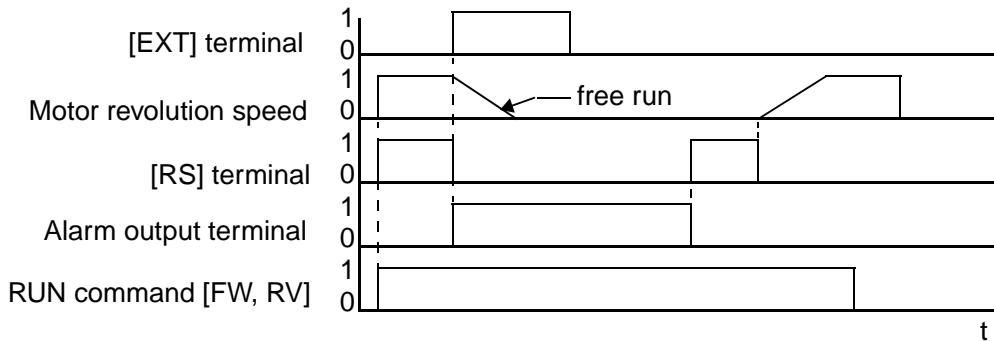 [EXT] terminal
1
0
Motor revolution speed
1
0
free run
[RS] terminal
1
0
Alarm output terminal
1
0
RUN command [FW, RV]
1
0
t